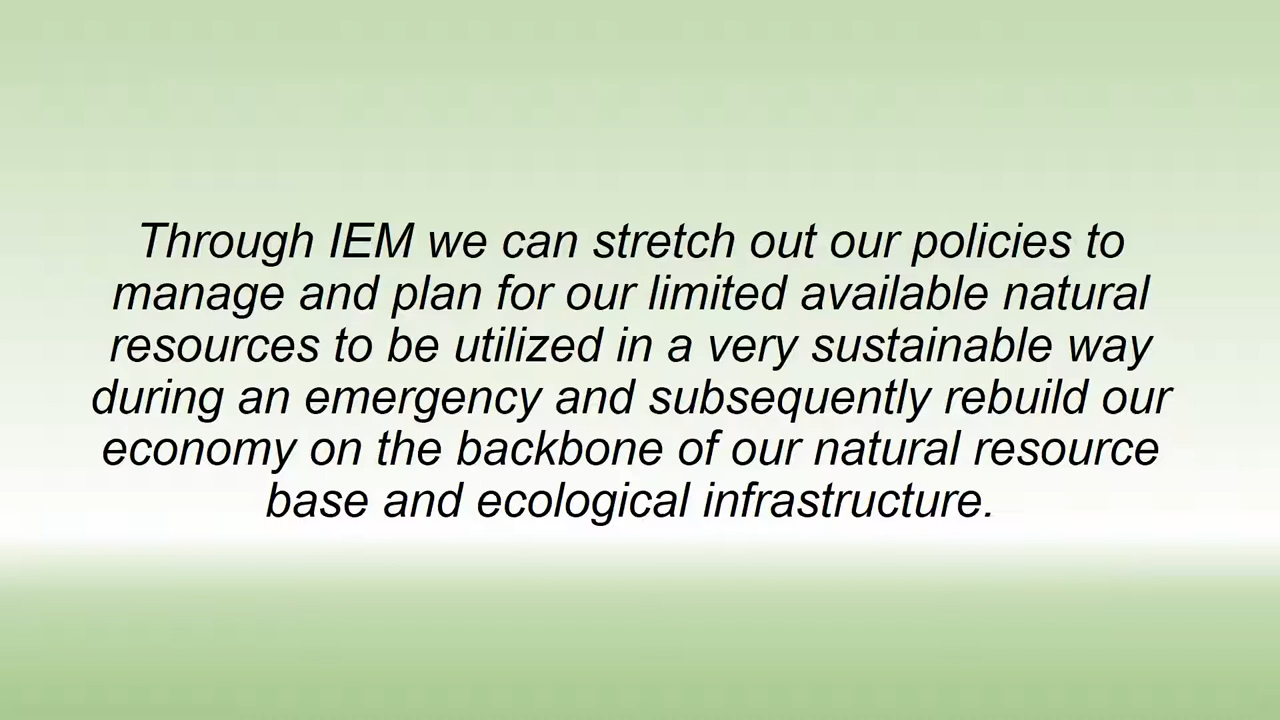 Through IEM we can stretch out our policies to
manage and plan for our limited available natural
resources to be utilized in a very sustainable way
during an emergency and subsequently rebuild our
economy on the backbone of our natural resource
base and ecological infrastructure.